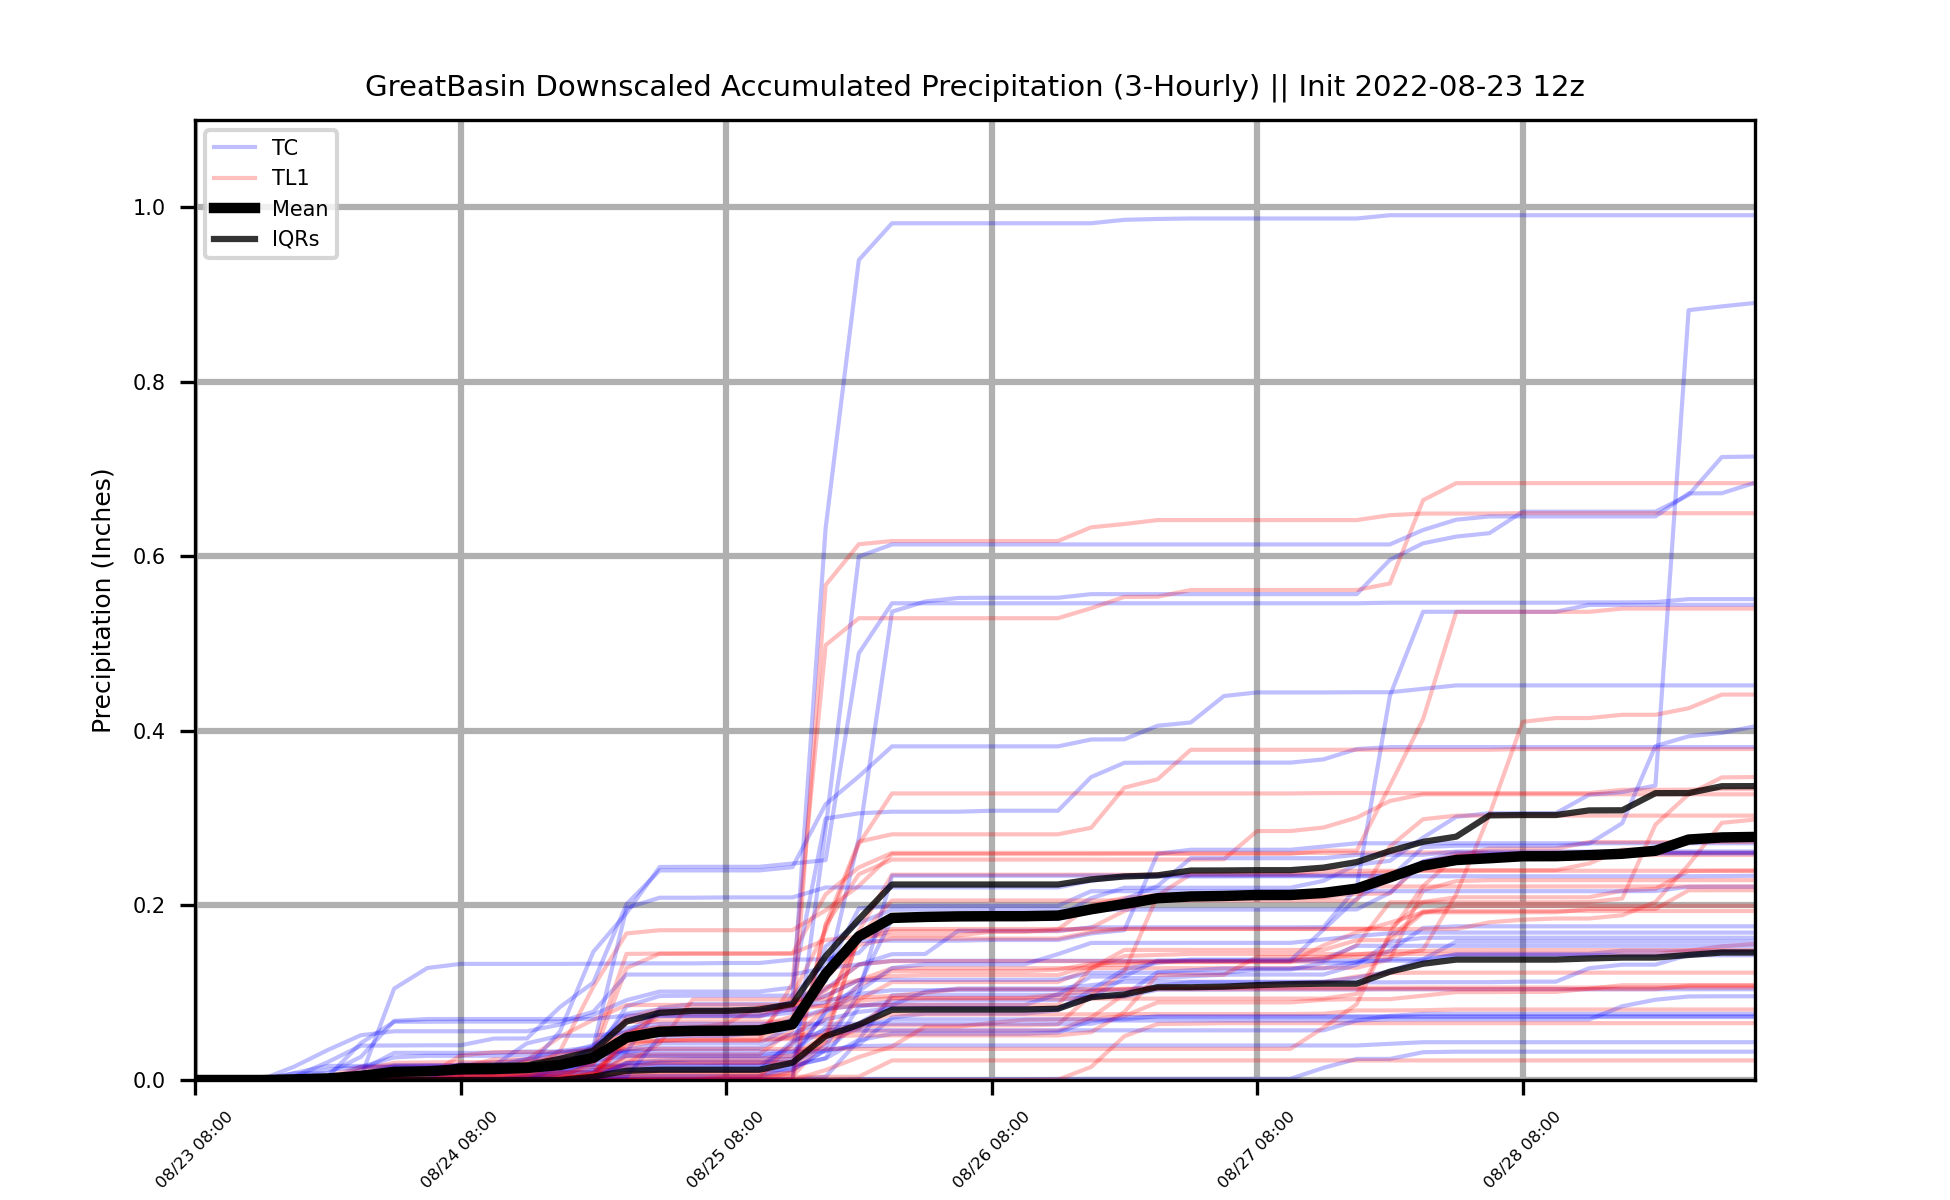 GreatBasin Downscaled Accumulated Precipitation (3-Hourly) || Init 2022-08-23 12z
TC
TL1
Mean
IQRs
Precipitation (Inches)
1.0
0.8
0.6
0.4
0.2
0.0
08/23 08:00
08/24 08:00
08/25 08:00
08/26 08:00
08/27 08:00
08/28 08:00